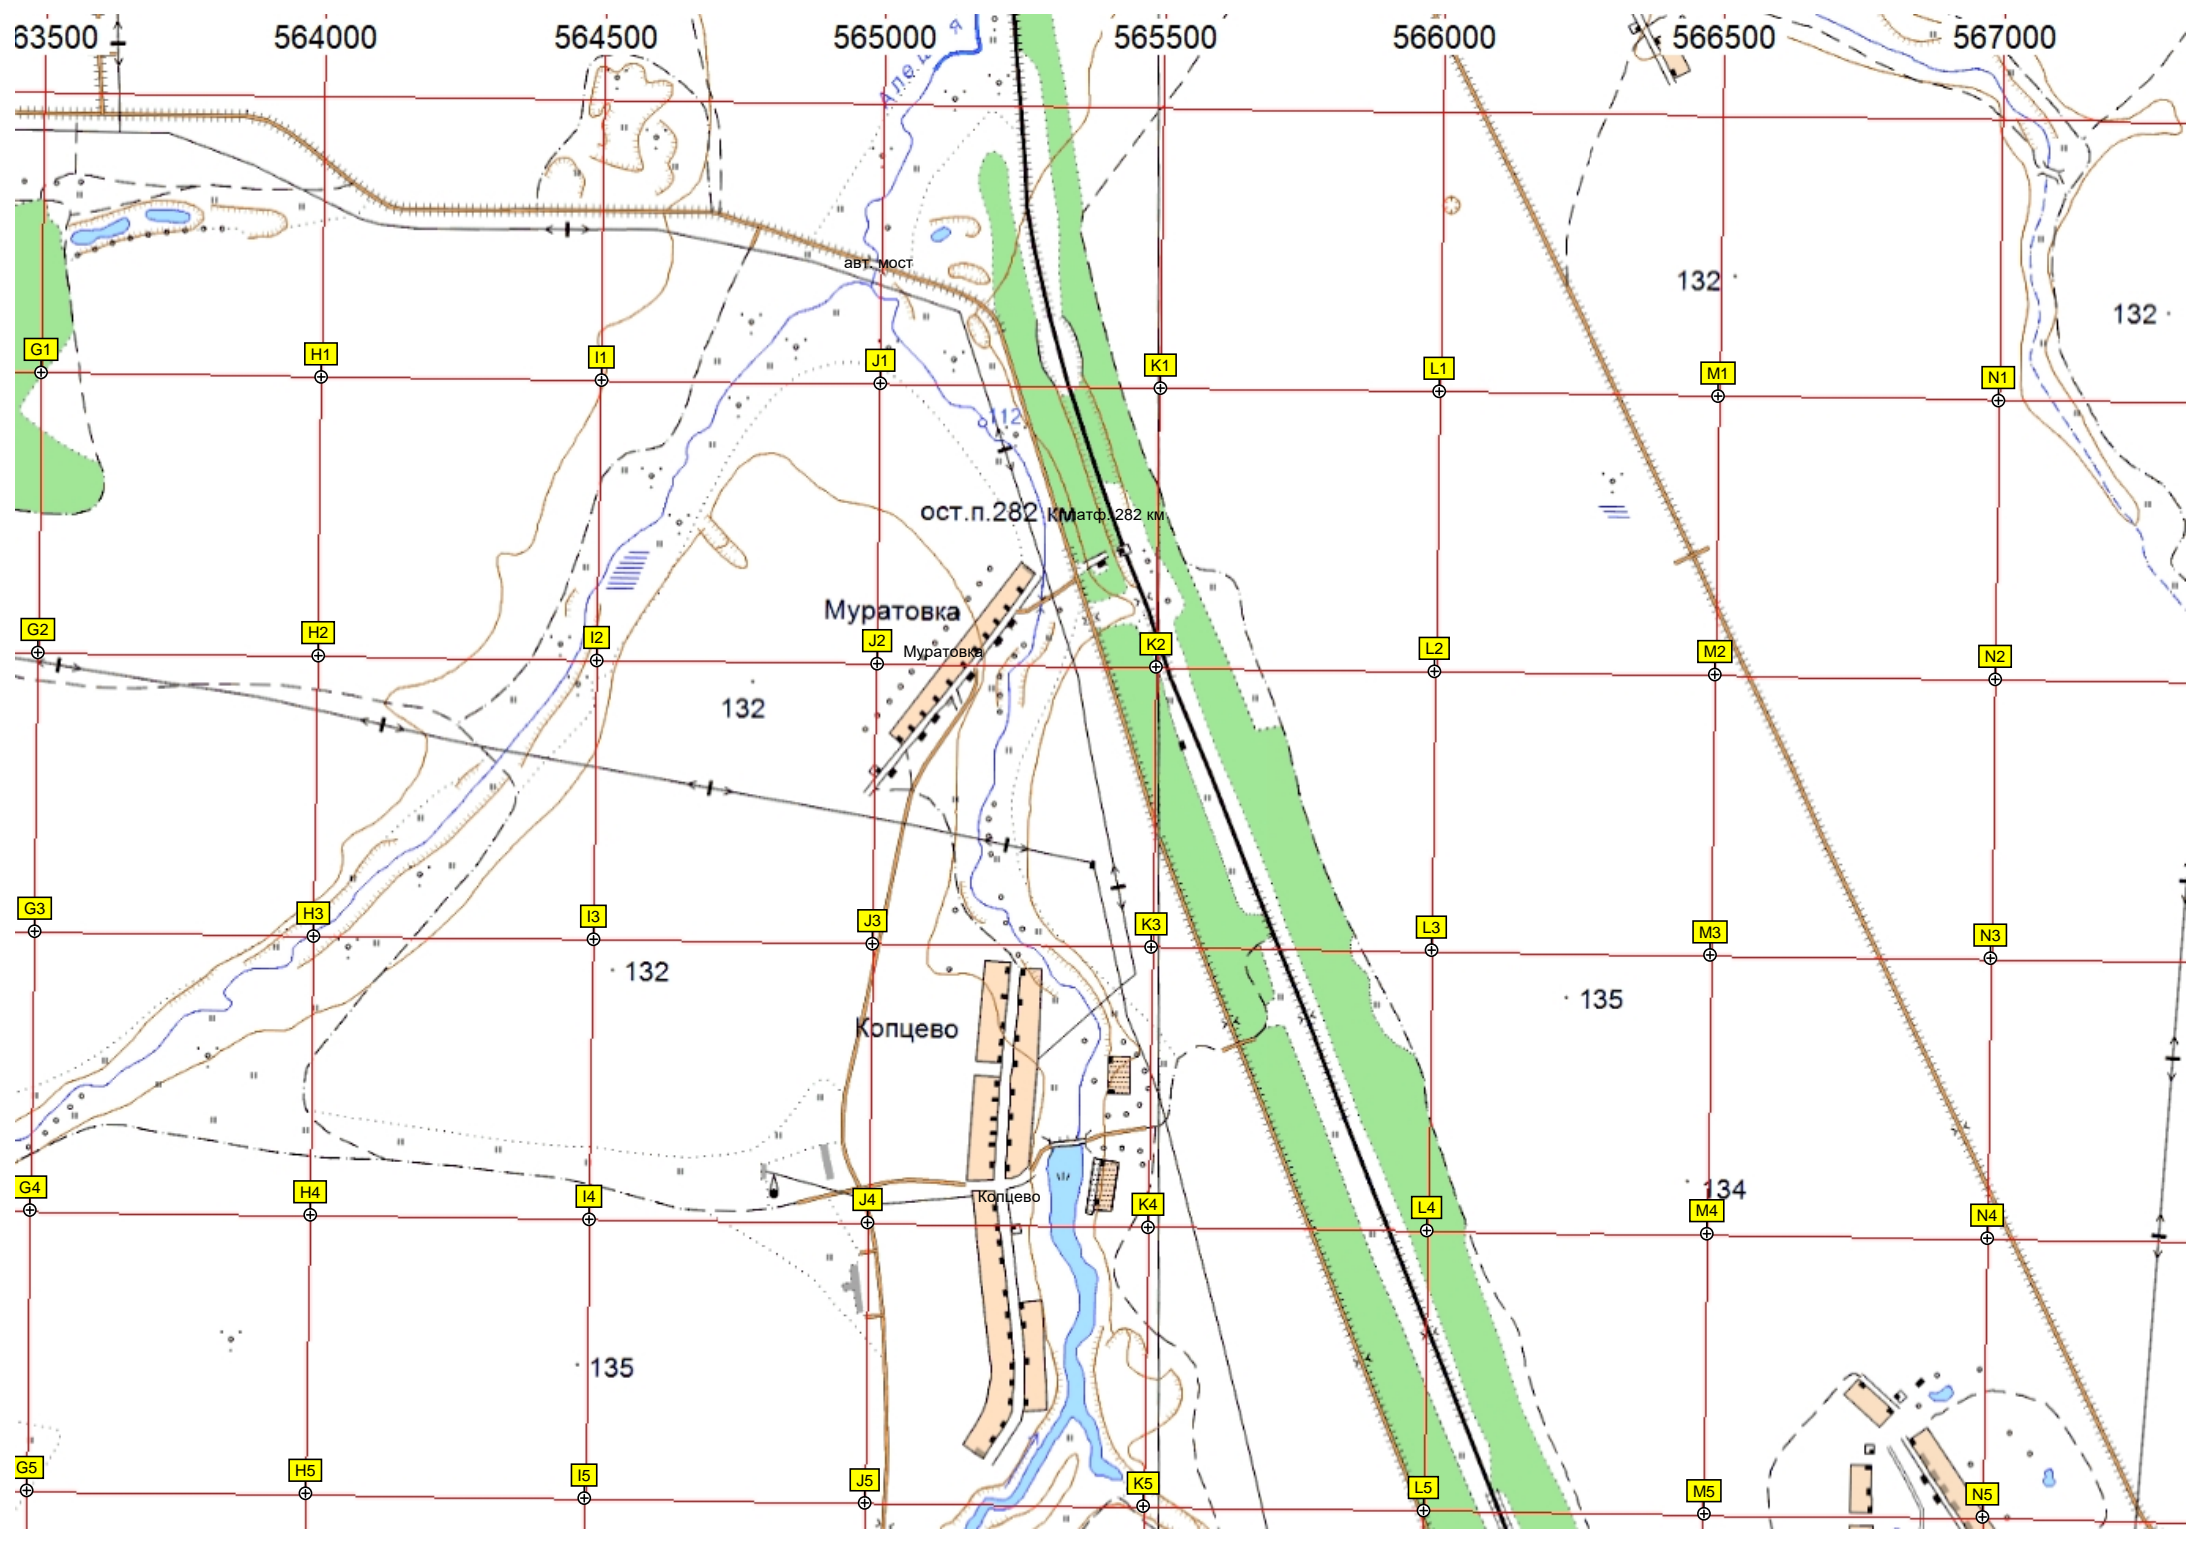 63500 564000 564500 565000 565500 566000 566500 567000
авт. мост
132
132
G1 H1 I1 J1 K1 L1 M1 N1
112
ост.п.282 км
атф. 282 км
Муратовка
G2 H2 I2 J2 K2 L2 M2 N2
Муратовка
132
G3 H3 I3 J3 K3 L3 M3 N3
132
135
Копцево
134
G4 H4 I4 J4 K4 L4 M4 N4
Копцево
135
G5 H5 I5 J5 K5 L5 M5 N5